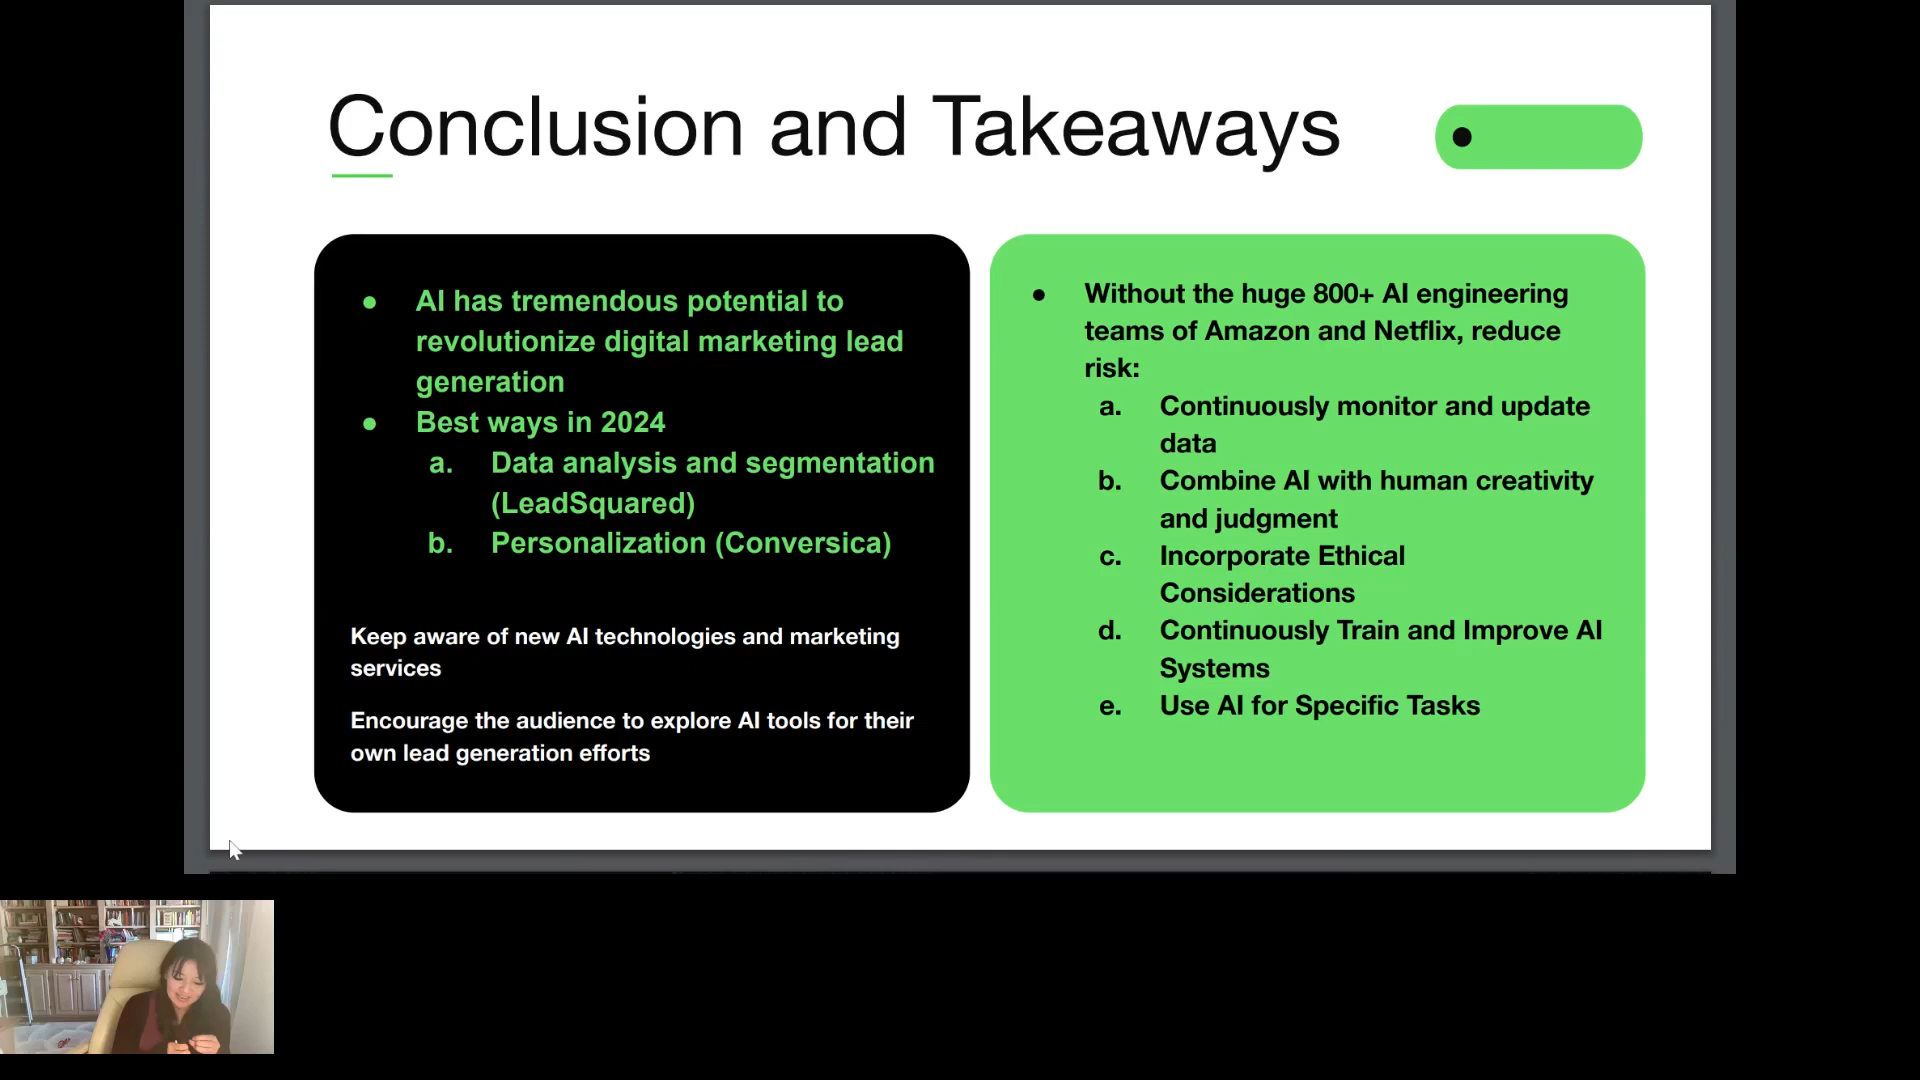 Conclusion and Takeaways
● AI has tremendous potential to
revolutionize digital marketing lead
generation
● Best ways in 2024
a. Data analysis and segmentation
(LeadSquared)
b. Personalization (Conversica)
Keep aware of new AI technologies and marketing
services
Encourage the audience to explore AI tools for their
own lead generation efforts
● Without the huge 800+ AI engineering
teams of Amazon and Netflix, reduce
risk:
a. Continuously monitor and update
data
b. Combine AI with human creativity
and judgment
c. Incorporate Ethical
Considerations
d. Continuously Train and Improve AI
Systems
e. Use AI for Specific Tasks